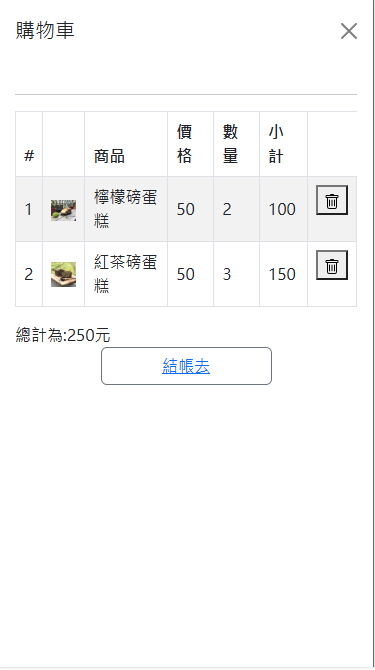 購物車
# 商品 價格 數量 小計
1 檸檬磅蛋糕 50 2 100
2 紅茶磅蛋糕 50 3 150
總計為:250元
結帳去